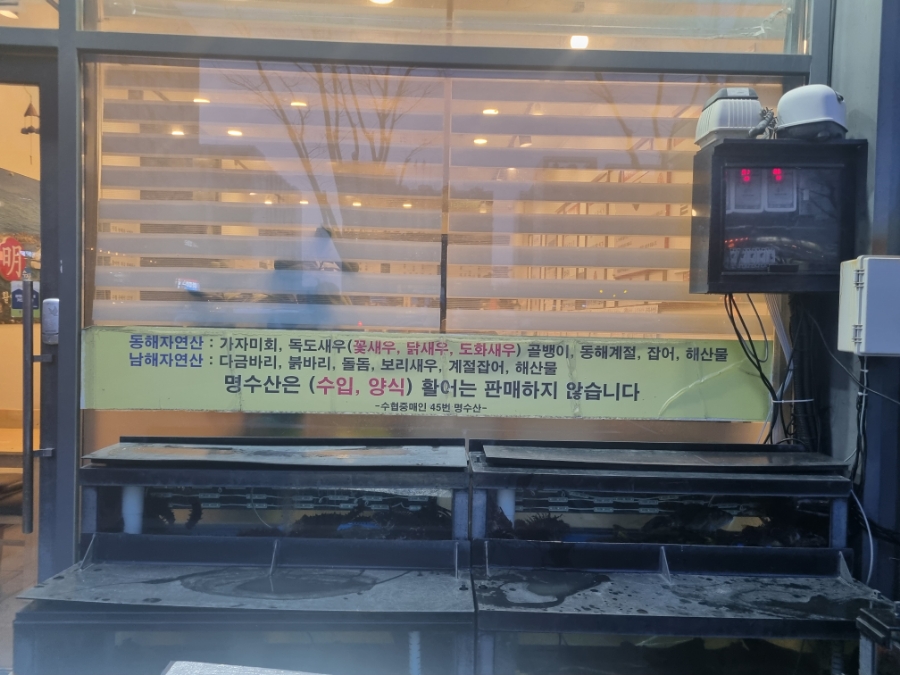 明
동해자연산 : 가자미회, 독도새우(꽃새우, 닭새우, 도화새우) 골뱅이, 동해계절, 잡어, 해산물
남해자연산 : 다금바리, 붉바리, 돌돔, 보리새우, 계절잡어, 해산물
명수산은 (수입, 양식) 활어는 판매하지 않습니다
-수협중매인 45번 명수산-